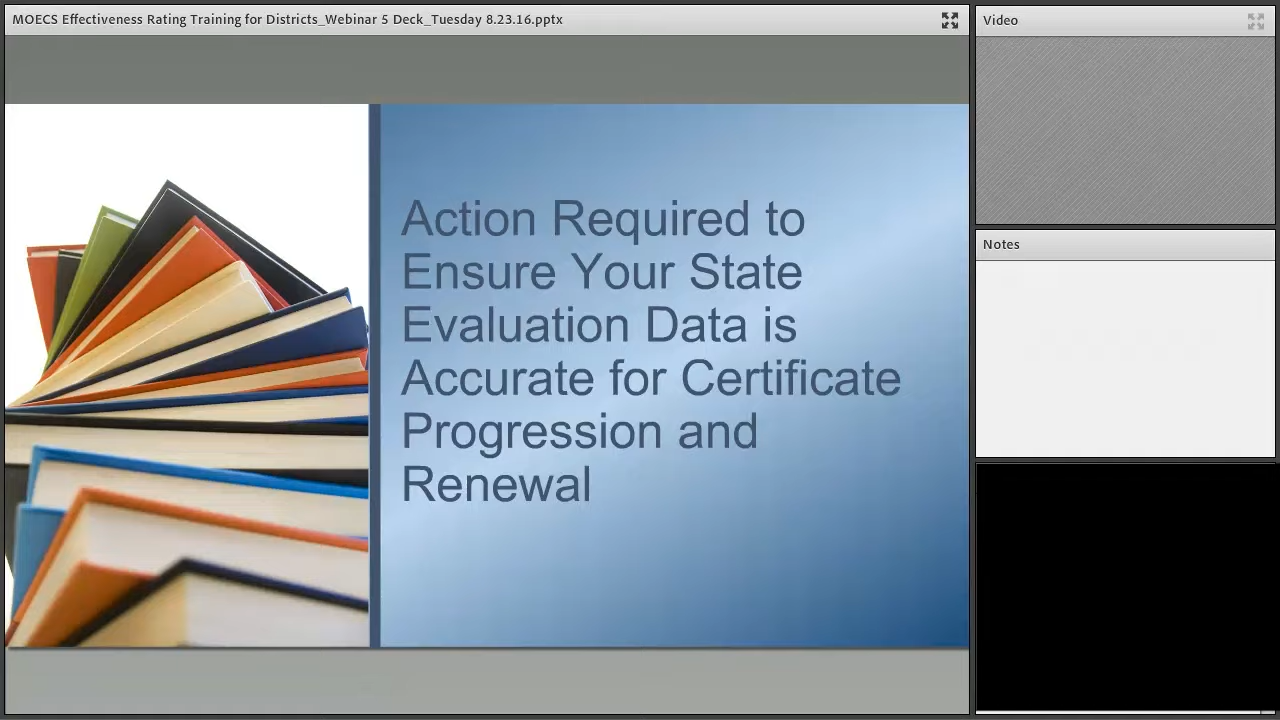 MOECS Effectiveness Rating Training for Districts_Webinar 5 Deck_Tuesday 8.23.16.pptx
Video
Notes
Action Required to
Ensure Your State
Evaluation Data is
Accurate for Certificate
Progression and
Renewal